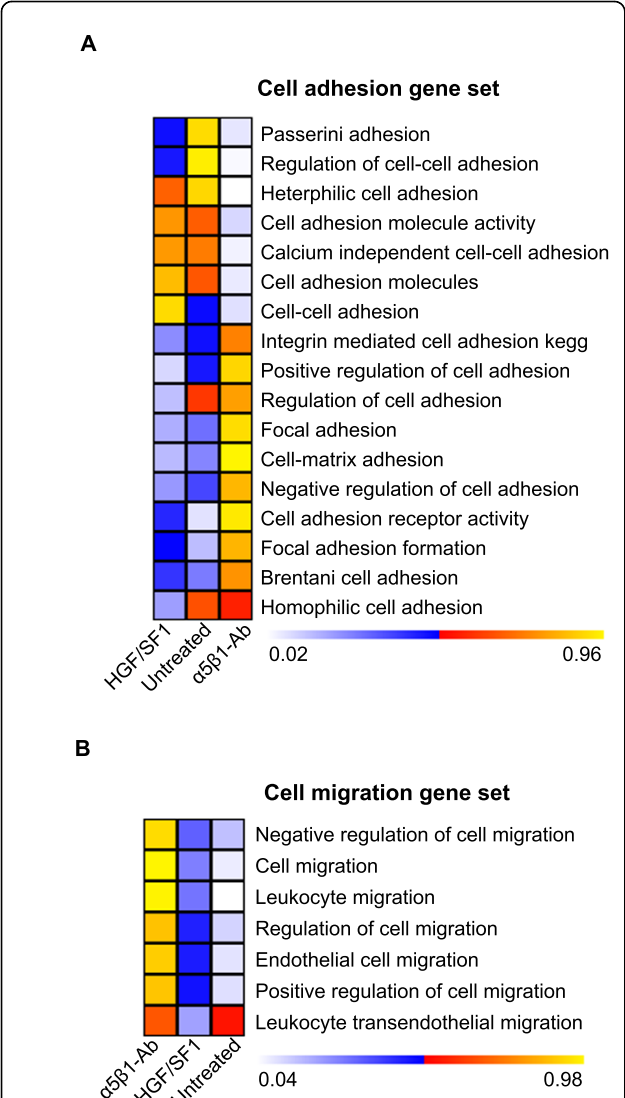 A
Cell adhesion gene set
Passerini adhesion
Regulation of cell-cell adhesion
Heterphilic cell adhesion
Cell adhesion molecule activity
Calcium independent cell-cell adhesion
Cell adhesion molecules
Cell-cell adhesion
Integrin mediated cell adhesion kegg
Positive regulation of cell adhesion
Regulation of cell adhesion
Focal adhesion
Cell-matrix adhesion
Negative regulation of cell adhesion
Cell adhesion receptor activity
Focal adhesion formation
Brentani cell adhesion
Homophilic cell adhesion
HGF/SF1
Untreated
α5β1-Ab
0.02
0.96
B
Cell migration gene set
Negative regulation of cell migration
Cell migration
Leukocyte migration
Regulation of cell migration
Endothelial cell migration
Positive regulation of cell migration
Leukocyte transendothelial migration
α5β1-Ab
HGF/SF1
Untreated
0.04
0.98